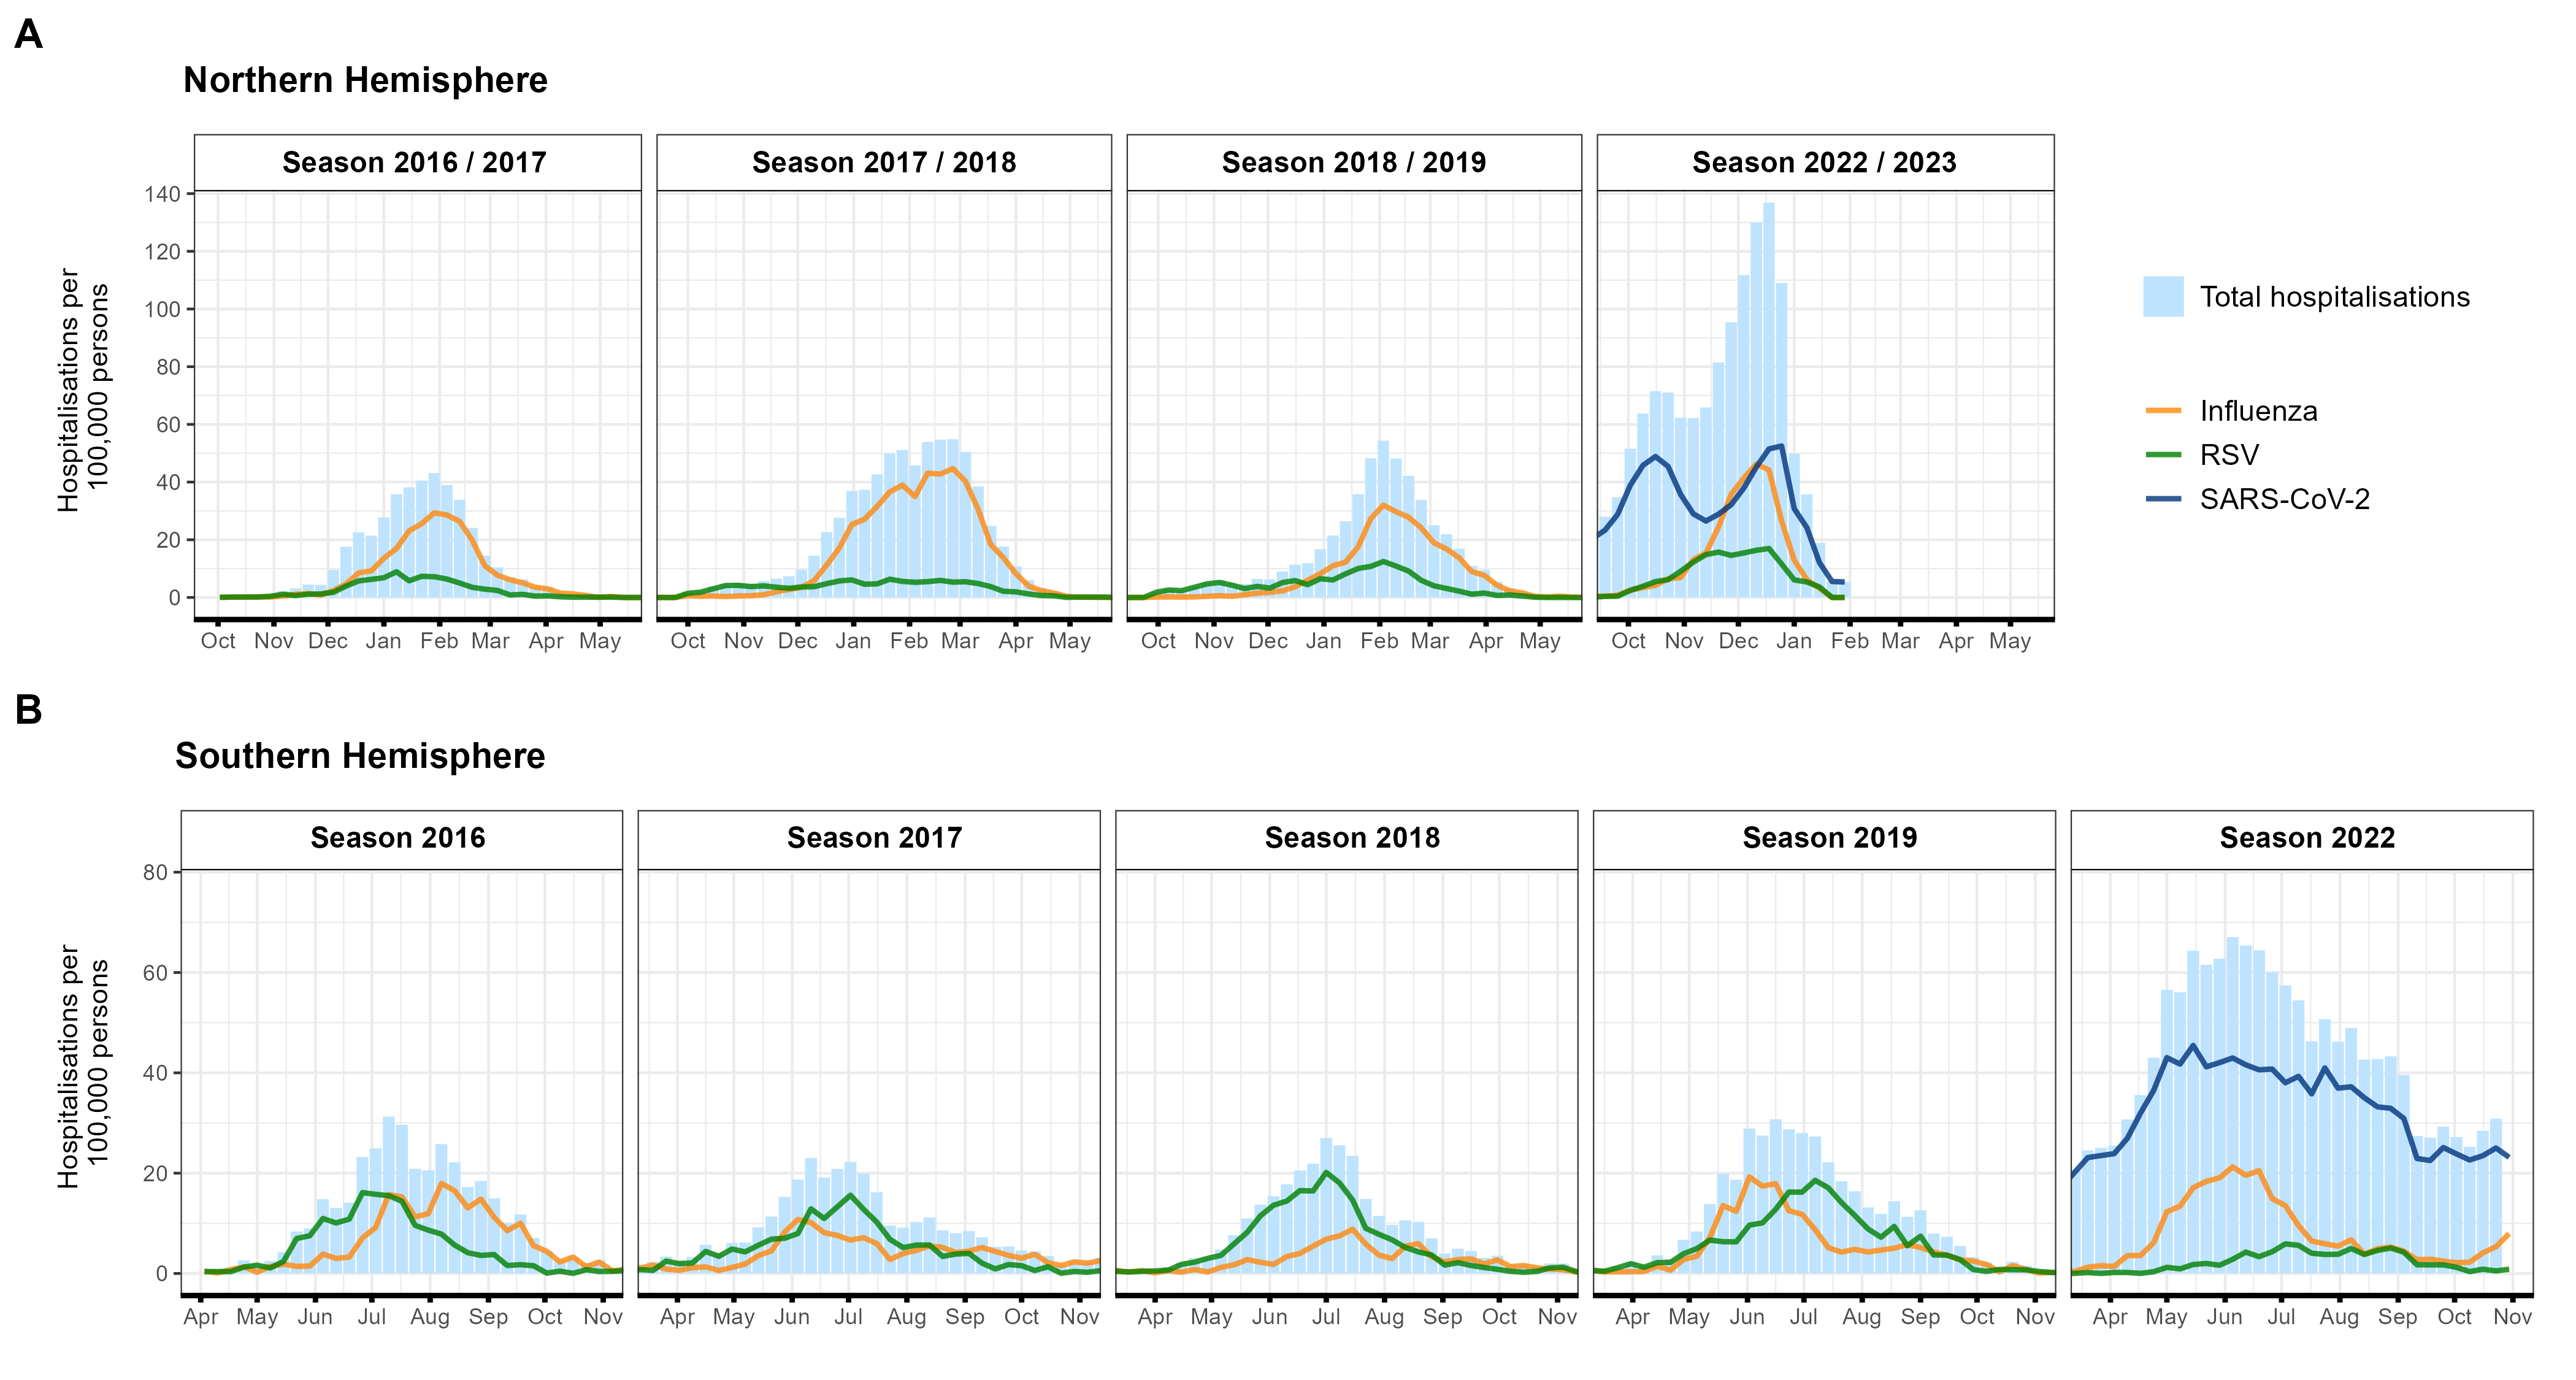 A
Northern Hemisphere
Season 2016 / 2017
Season 2017 / 2018
Season 2018 / 2019
Season 2022 / 2023
Hospitalisations per
100,000 persons
140
120
100
80
60
40
20
0
Oct Nov Dec Jan Feb Mar Apr May
Oct Nov Dec Jan Feb Mar Apr May
Oct Nov Dec Jan Feb Mar Apr May
Oct Nov Dec Jan Feb Mar Apr May
Total hospitalisations
Influenza
RSV
SARS-CoV-2
B
Southern Hemisphere
Season 2016
Season 2017
Season 2018
Season 2019
Season 2022
Hospitalisations per
100,000 persons
80
60
40
20
0
Apr May Jun Jul Aug Sep Oct Nov
Apr May Jun Jul Aug Sep Oct Nov
Apr May Jun Jul Aug Sep Oct Nov
Apr May Jun Jul Aug Sep Oct Nov
Apr May Jun Jul Aug Sep Oct Nov